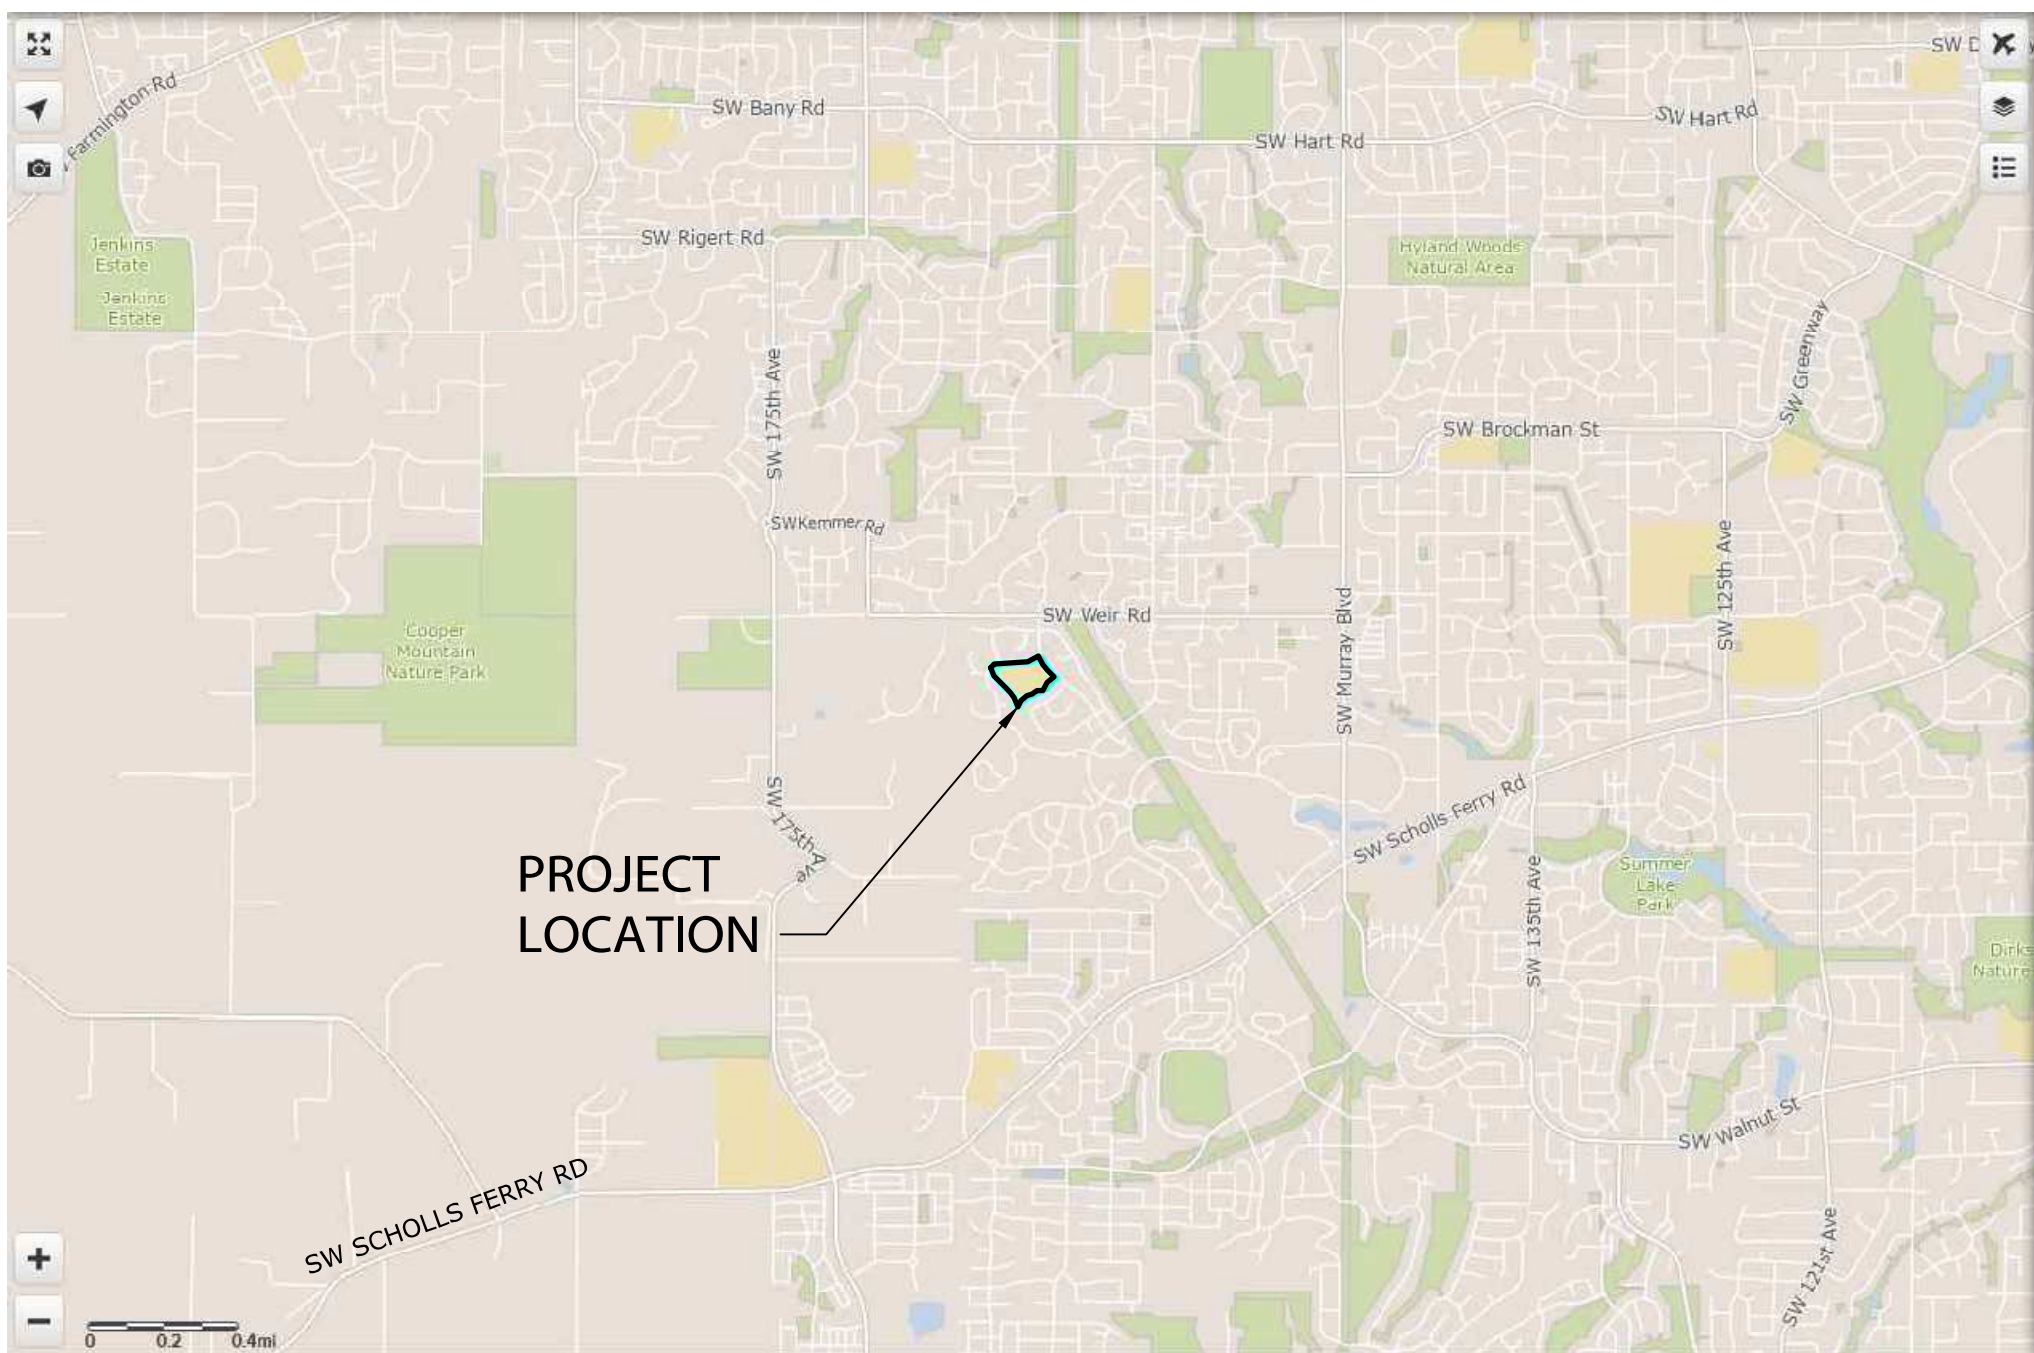 SW D
Farmington Rd
SW Bany Rd
SW Hart Rd
SW Hart Rd
Jenkins
Estate
Jenkins
Estate
SW Rigert Rd
Hyland Woods
Natural Area
SW 175th Ave
SW Greenway
SW Brockman St
SWKemmer Rd
SW 125th Ave
Cooper
Mountain
Nature Park
SW Weir Rd
SW Murray Blvd
SW 175th Ave
SW Scholls Ferry Rd
PROJECT
LOCATION
Summer
Lake
Park
SW 135th Ave
Dirks
Nature
SW Walnut St
SW SCHOLLS FERRY RD
SW 121st Ave
0 0.2 0.4mi